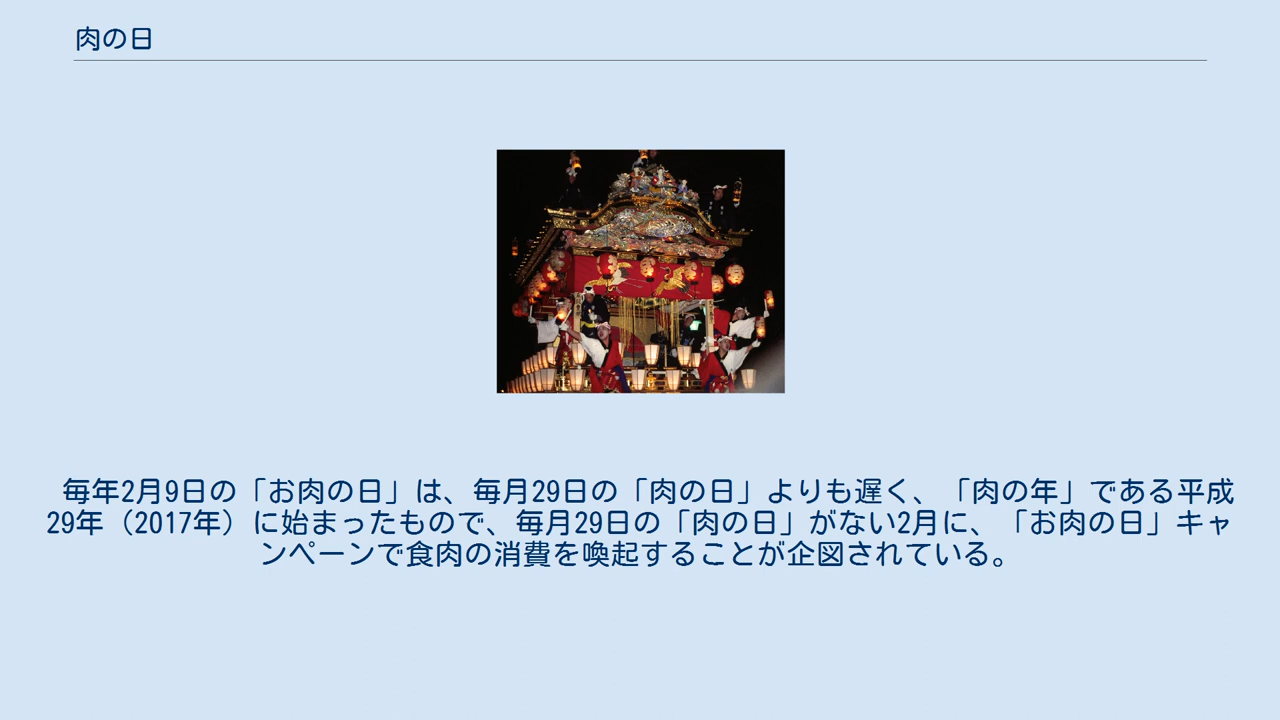 肉の日
毎年2月9日の「お肉の日」は、毎月29日の「肉の日」よりも遅く、「肉の年」である平成
29年（2017年）に始まったもので、毎月29日の「肉の日」がない2月に、「お肉の日」キャ
ンペーンで食肉の消費を喚起することが企図されている。